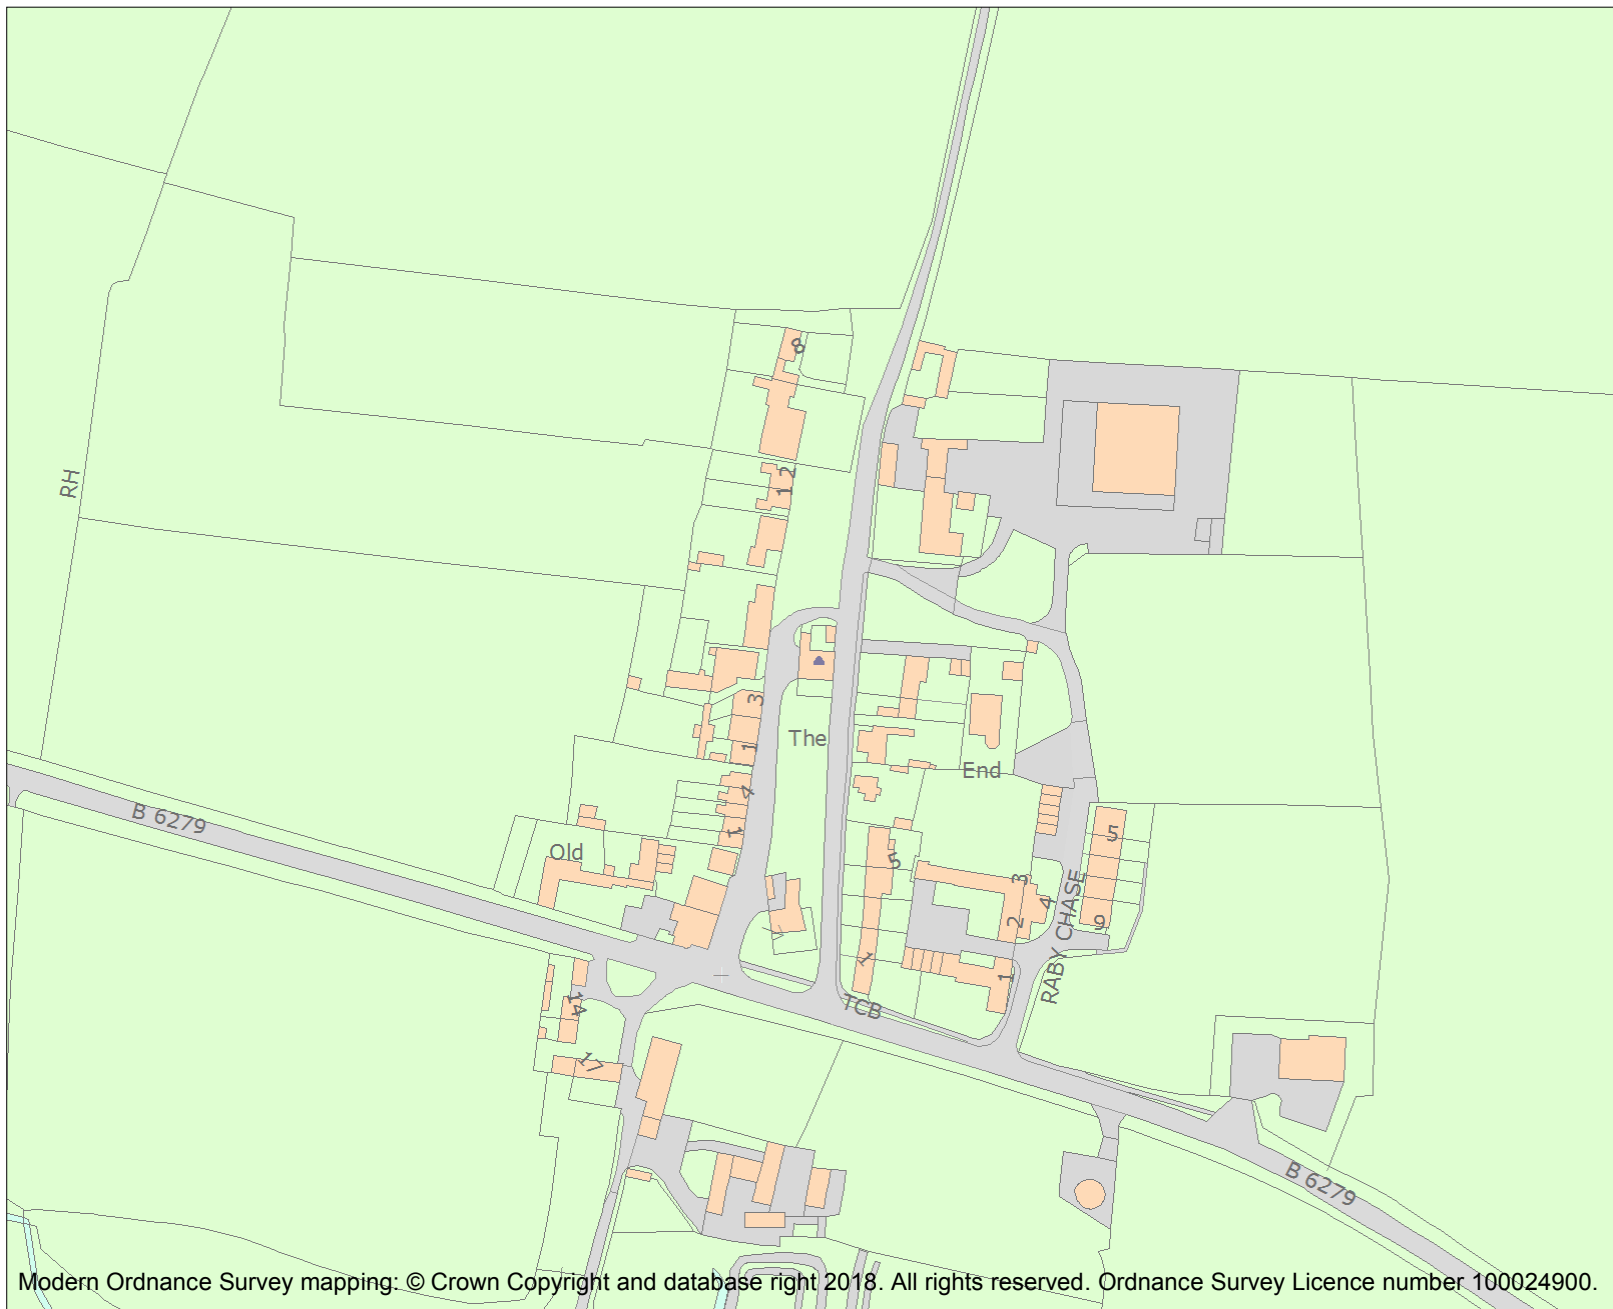 8
RH
1 2
3
The
1
End
4
B 6279
1
5
Old
5
3
4
RABY CHASE
2
9
1
1
14
TCB
17
B 6279
Modern Ordnance Survey mapping: © Crown Copyright and database right 2018. All rights reserved. Ordnance Survey Licence number 100024900.